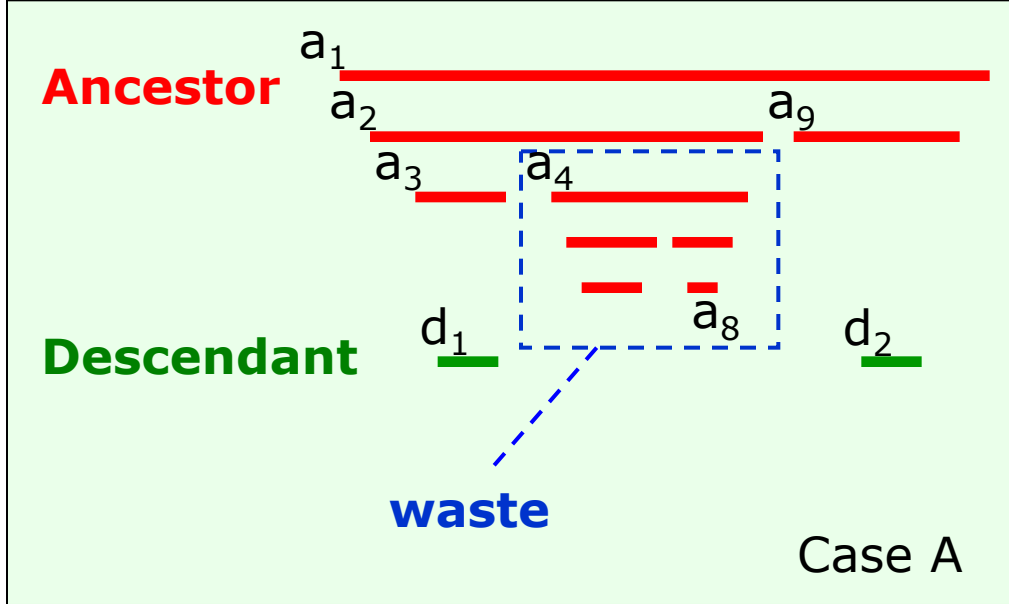 a₁
Ancestor
a₂ a₉
a₃ a₄
a₈
d₁ d₂
Descendant
waste
Case A